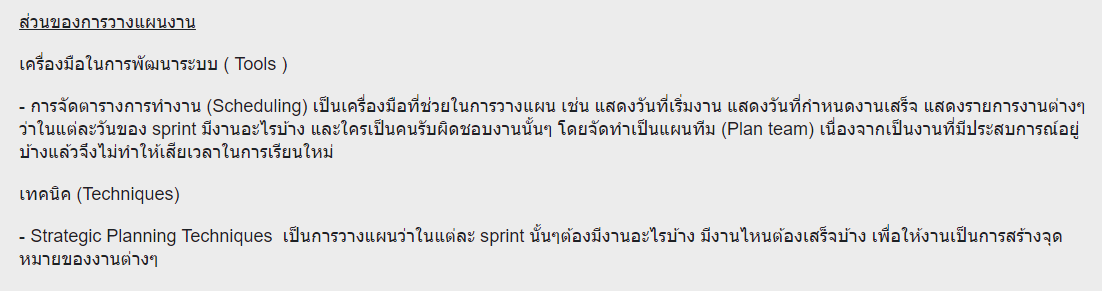 ส่วนของการวางแผนงาน
เครื่องมือในการพัฒนาระบบ ( Tools )
- การจัดตารางการทำงาน (Scheduling) เป็นเครื่องมือที่ช่วยในการวางแผน เช่น แสดงวันที่เริ่มงาน แสดงวันที่กำหนดงานเสร็จ แสดงรายการงานต่างๆ
ว่าในแต่ละวันของ sprint มีงานอะไรบ้าง และใครเป็นคนรับผิดชอบงานนั้นๆ โดยจัดทำเป็นแผนทีม (Plan team) เนื่องจากเป็นงานที่มีประสบการณ์อยู่
บ้างแล้วจึงไม่ทำให้เสียเวลาในการเรียนใหม่
เทคนิค (Techniques)
- Strategic Planning Techniques  เป็นการวางแผนว่าในแต่ละ sprint นั้นๆต้องมีงานอะไรบ้าง มีงานไหนต้องเสร็จบ้าง เพื่อให้งานเป็นการสร้างจุด
หมายของงานต่างๆ